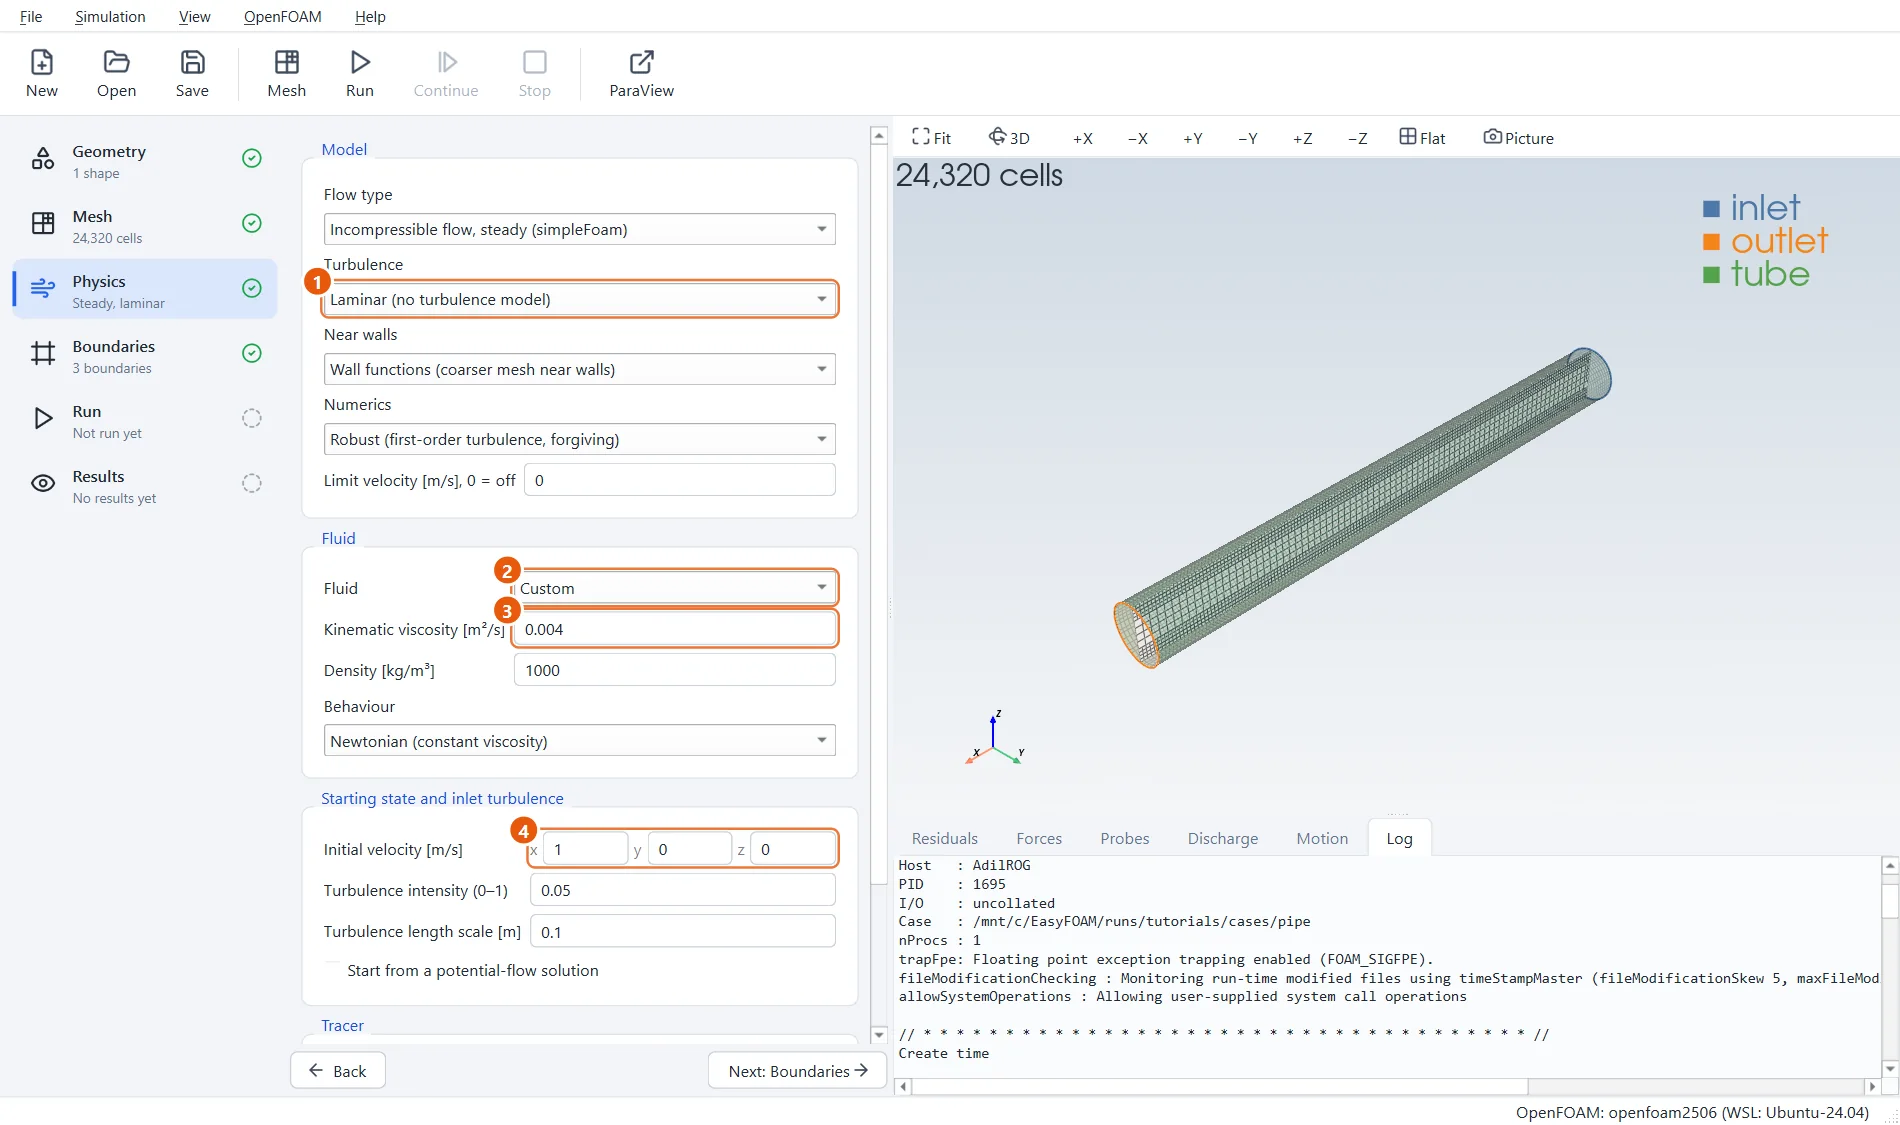 File Simulation View OpenFOAM Help
New Open Save Mesh Run Continue Stop ParaView
Geometry
1 shape
Mesh
24,320 cells
Physics
Steady, laminar
Boundaries
3 boundaries
Run
Not run yet
Results
No results yet
Model
Flow type
Incompressible flow, steady (simpleFoam)
Turbulence
1
Laminar (no turbulence model)
Near walls
Wall functions (coarser mesh near walls)
Numerics
Robust (first-order turbulence, forgiving)
Limit velocity [m/s], 0 = off 0
Fluid
2
Fluid Custom
3
Kinematic viscosity [m²/s] 0.004
Density [kg/m³] 1000
Behaviour
Newtonian (constant viscosity)
Starting state and inlet turbulence
4
Initial velocity [m/s] x 1 y 0 z 0
Turbulence intensity (0–1) 0.05
Turbulence length scale [m] 0.1
Start from a potential-flow solution
Tracer
Back Next: Boundaries
Fit 3D +X −X +Y −Y +Z −Z Flat Picture
24,320 cells
inlet
outlet
tube
Z
X Y
Residuals Forces Probes Discharge Motion Log
Host : AdilROG
PID : 1695
I/O : uncollated
Case : /mnt/c/EasyFOAM/runs/tutorials/cases/pipe
nProcs : 1
trapFpe: Floating point exception trapping enabled (FOAM_SIGFPE).
fileModificationChecking : Monitoring run-time modified files using timeStampMaster (fileModificationSkew 5, maxFileMod
allowSystemOperations : Allowing user-supplied system call operations
// * * * * * * * * * * * * * * * * * * * * * * * * * * * * * * * * * * * * * //
Create time
OpenFOAM: openfoam2506 (WSL: Ubuntu-24.04)